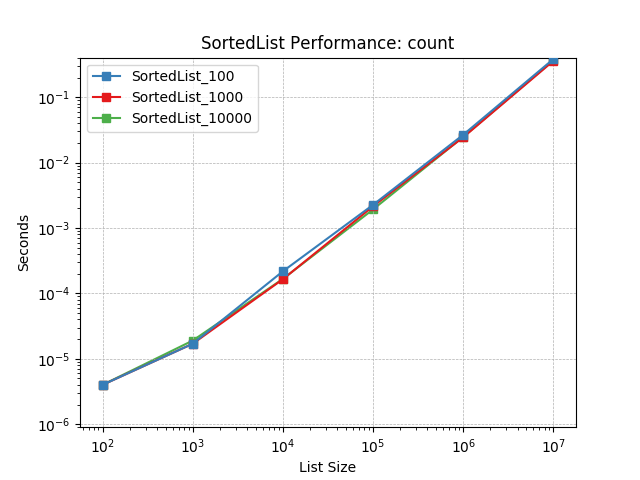 SortedList Performance: count
SortedList_100
SortedList_1000
SortedList_10000
Seconds
10⁻¹
10⁻²
10⁻³
10⁻⁴
10⁻⁵
10⁻⁶
10² 10³ 10⁴ 10⁵ 10⁶ 10⁷
List Size